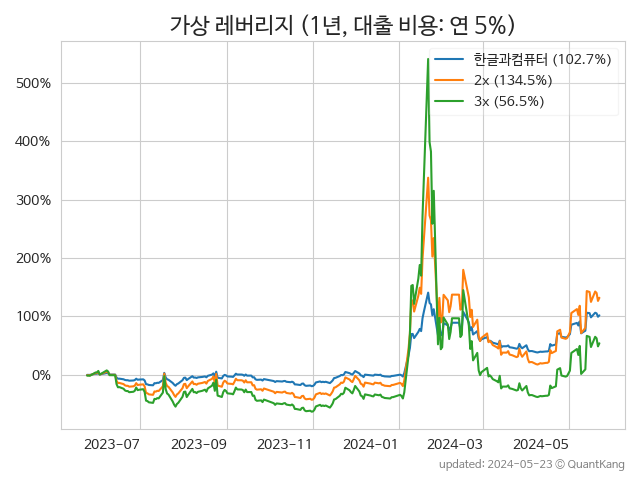 가상 레버리지 (1년, 대출 비용: 연 5%)
한글과컴퓨터 (102.7%)
2x (134.5%)
3x (56.5%)
500%
400%
300%
200%
100%
0%
2023-07 2023-09 2023-11 2024-01 2024-03 2024-05
updated: 2024-05-23 © QuantKang